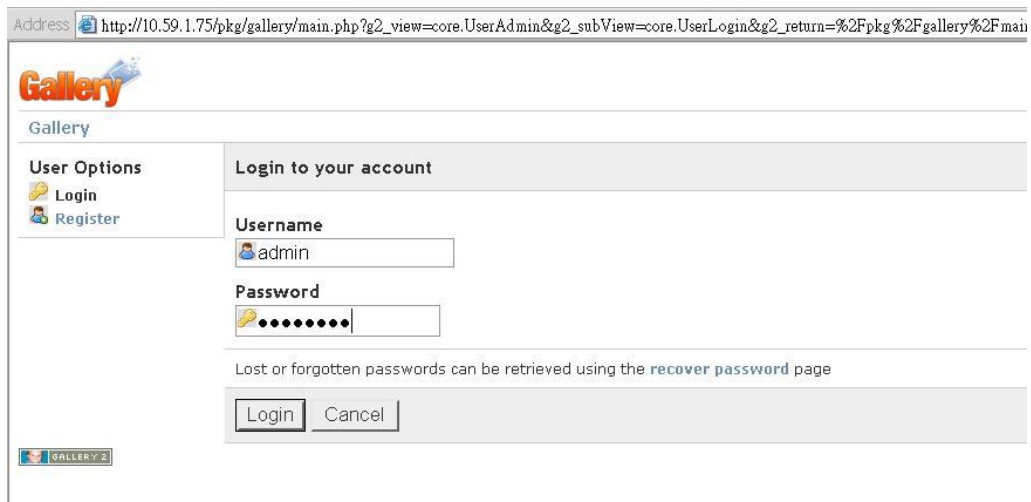 Address http://10.59.1.75/pkg/gallery/main.php?g2_view=core.UserAdmin&g2_subView=core.UserLogin&g2_return=%2Fpkg%2Fgallery%2Fmain
Gallery
Gallery
User Options
Login
Register
Login to your account
Username
admin
Password
••••••••
Lost or forgotten passwords can be retrieved using the recover password page
Login Cancel
GALLERY 2